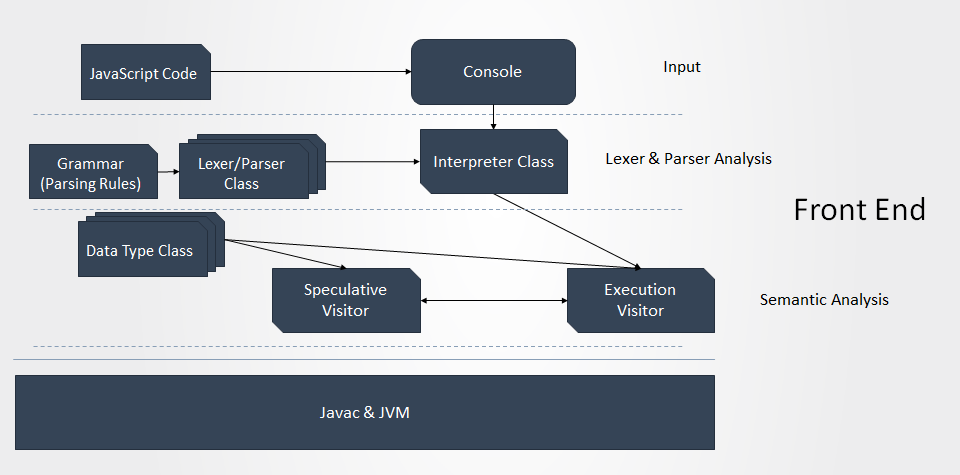 JavaScript Code
Console
Input
Grammar
(Parsing Rules)
Lexer/Parser
Class
Interpreter Class
Lexer & Parser Analysis
Front End
Data Type Class
Speculative
Visitor
Execution
Visitor
Semantic Analysis
Javac & JVM